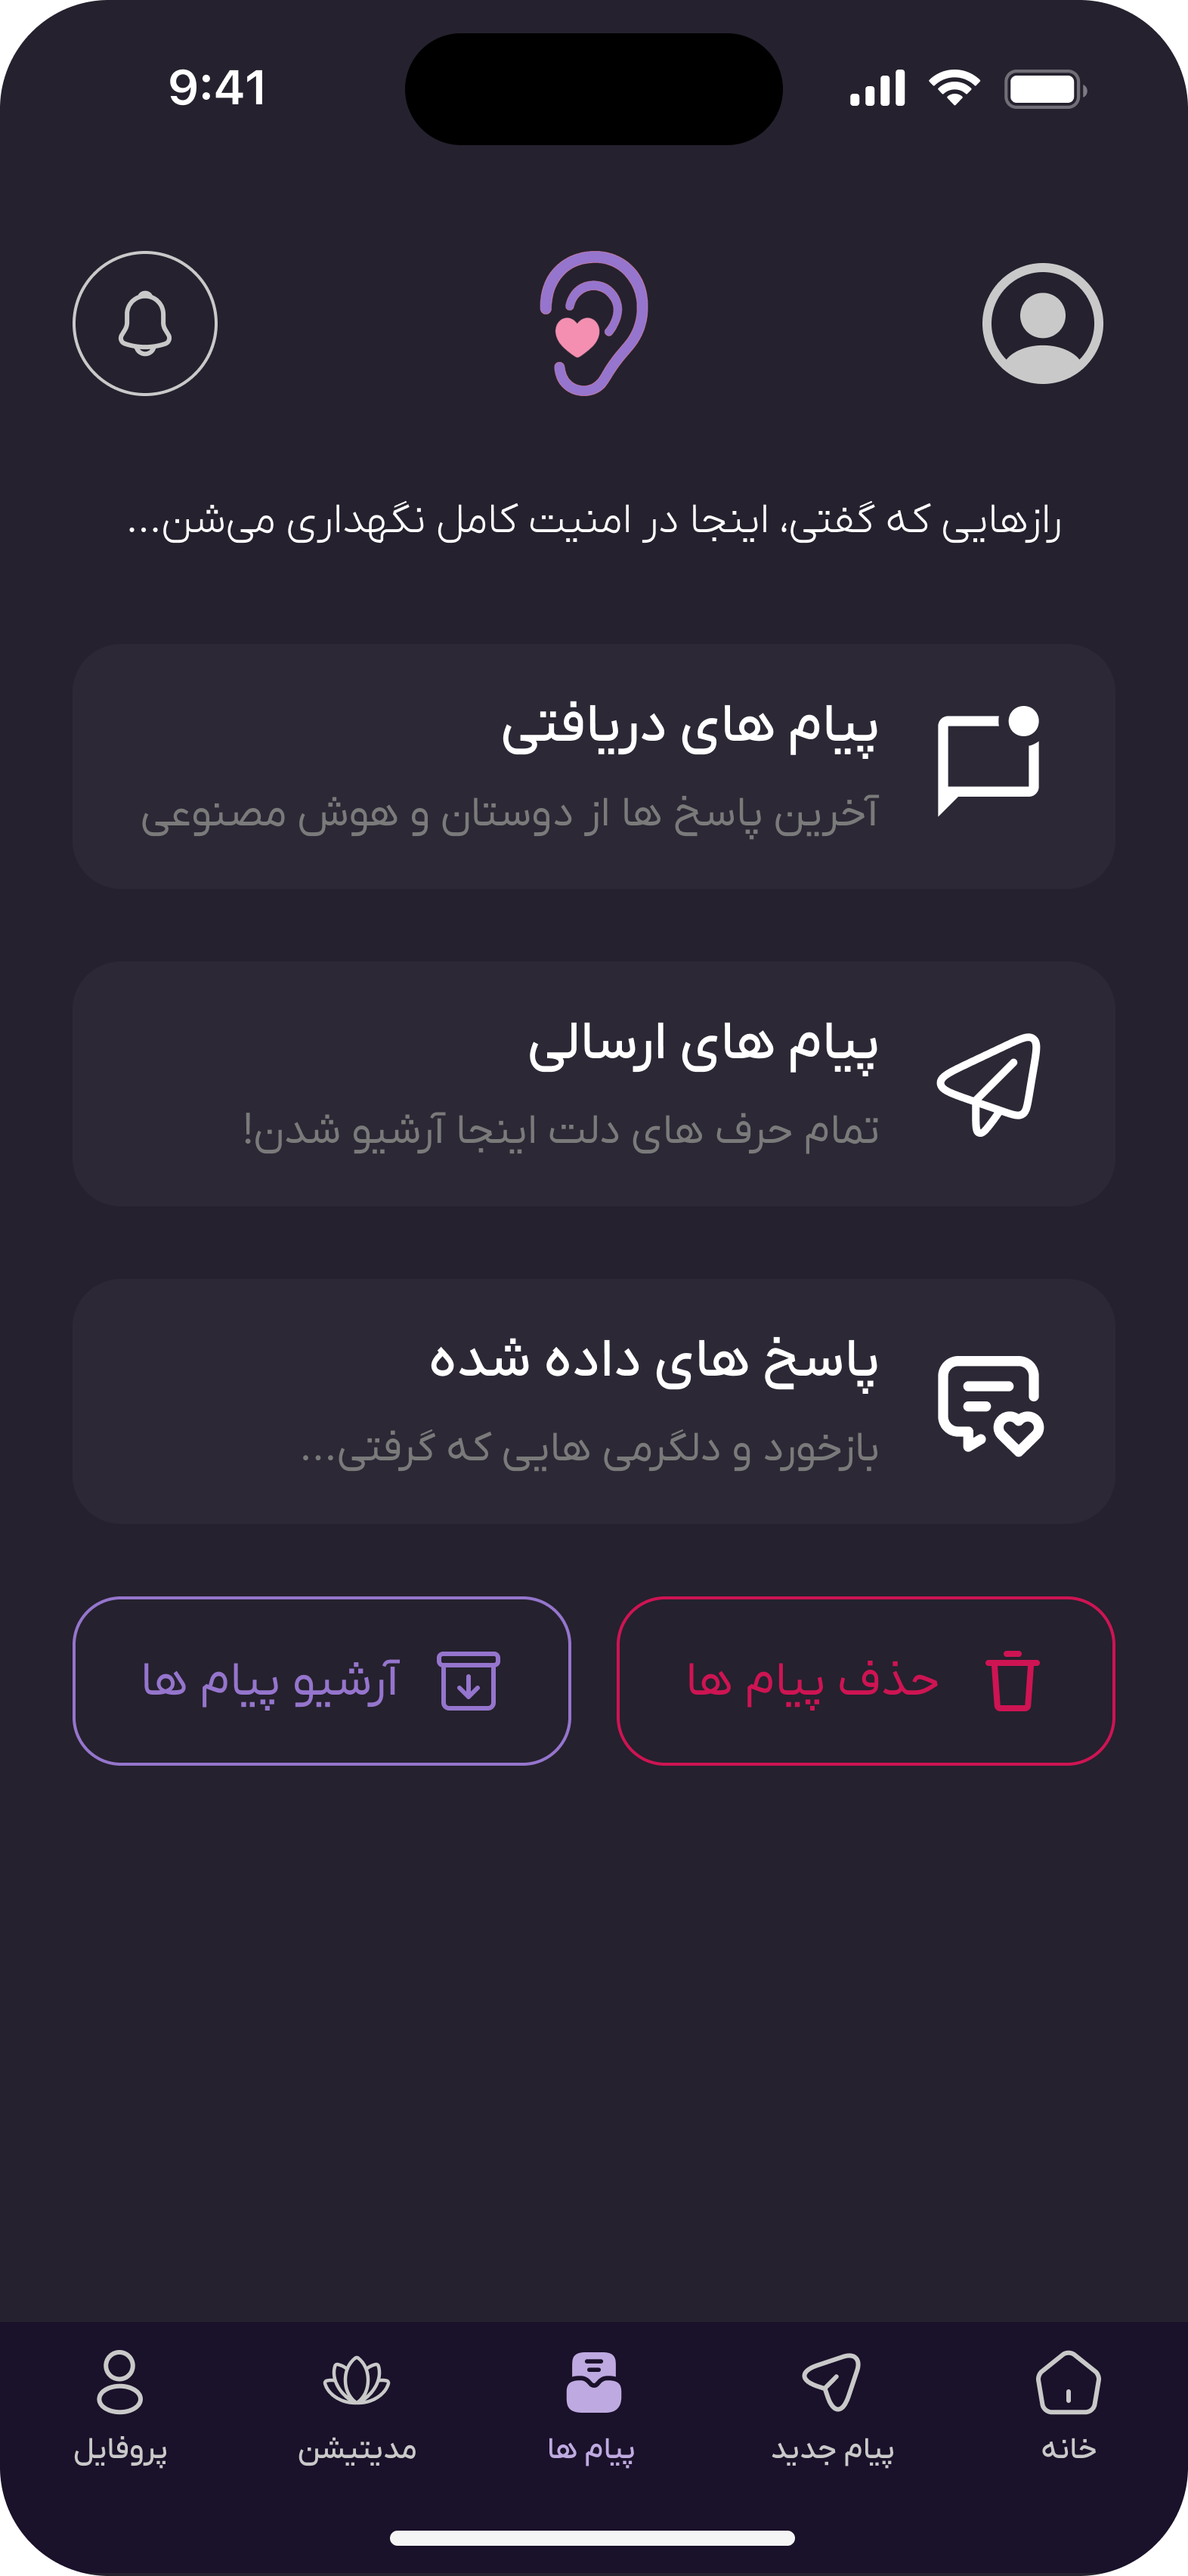 9:41
رازهایی که گفتی، اینجا در امنیت کامل نگهداری می‌شن...
پیام های دریافتی
آخرین پاسخ ها از دوستان و هوش مصنوعی
پیام های ارسالی
تمام حرف های دلت اینجا آرشیو شدن!
پاسخ های داده شده
بازخورد و دلگرمی هایی که گرفتی...
حذف پیام ها
آرشیو پیام ها
خانه
پیام جدید
پیام ها
مدیتیشن
پروفایل